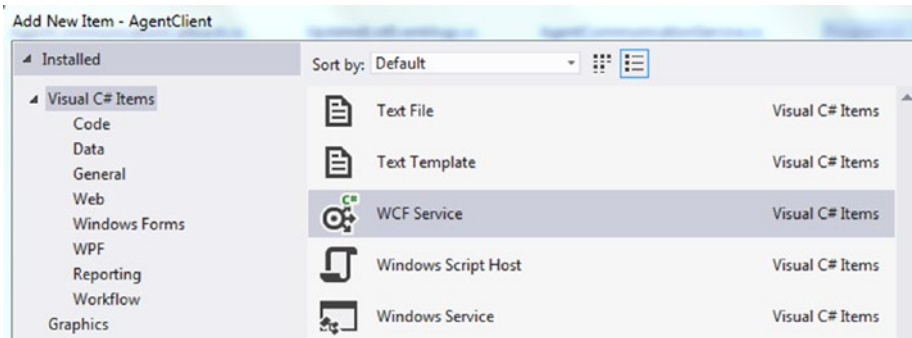 Add New Item - AgentClient
Installed
Sort by: Default
Visual C# Items
Code
Data
General
Web
Windows Forms
WPF
Reporting
Workflow
Graphics
Text File Visual C# Items
Text Template Visual C# Items
C# WCF Service Visual C# Items
Windows Script Host Visual C# Items
Windows Service Visual C# Items